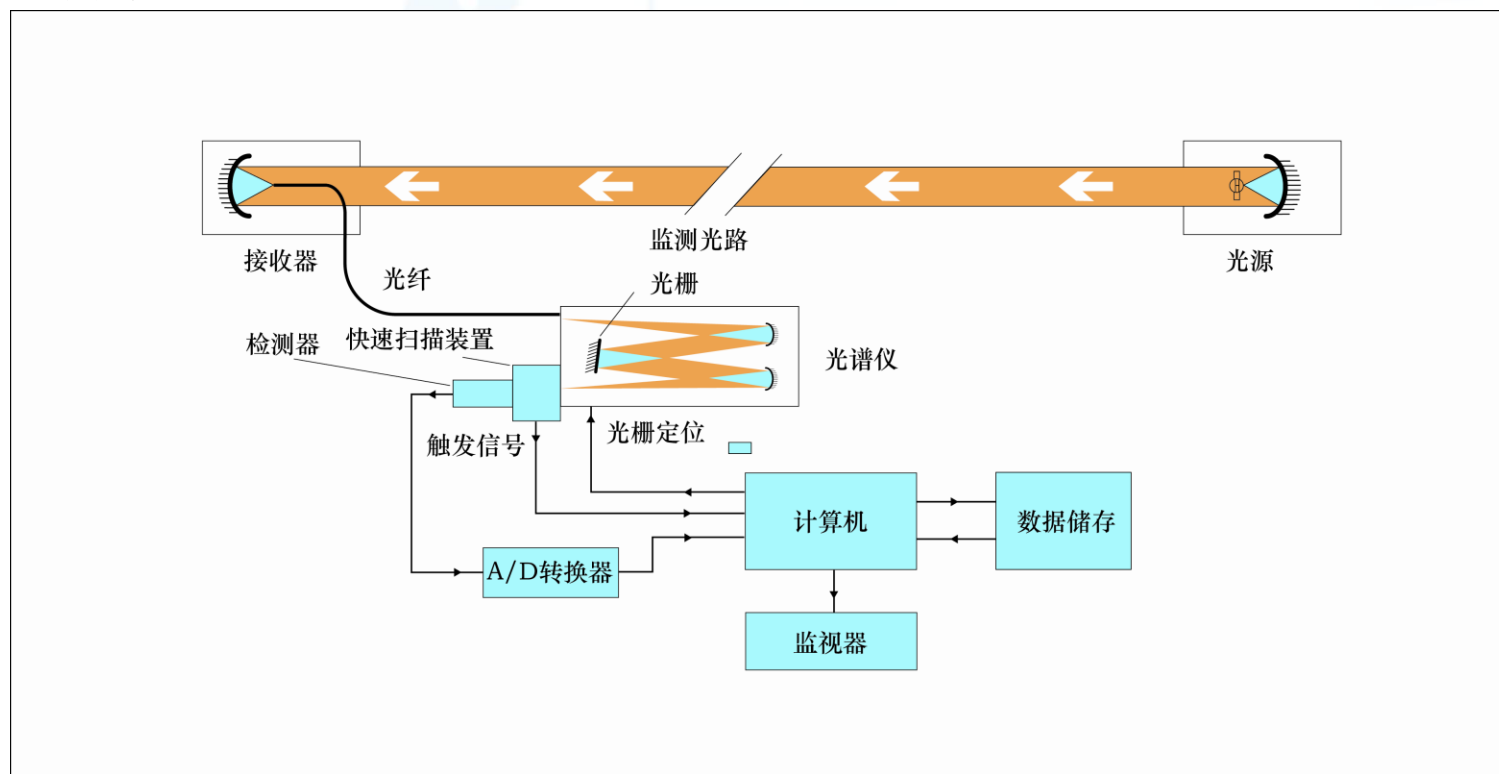 监测光路
接收器
光源
光纤
光栅
快速扫描装置
检测器
光谱仪
触发信号
光栅定位
计算机
数据储存
A/D转换器
监视器